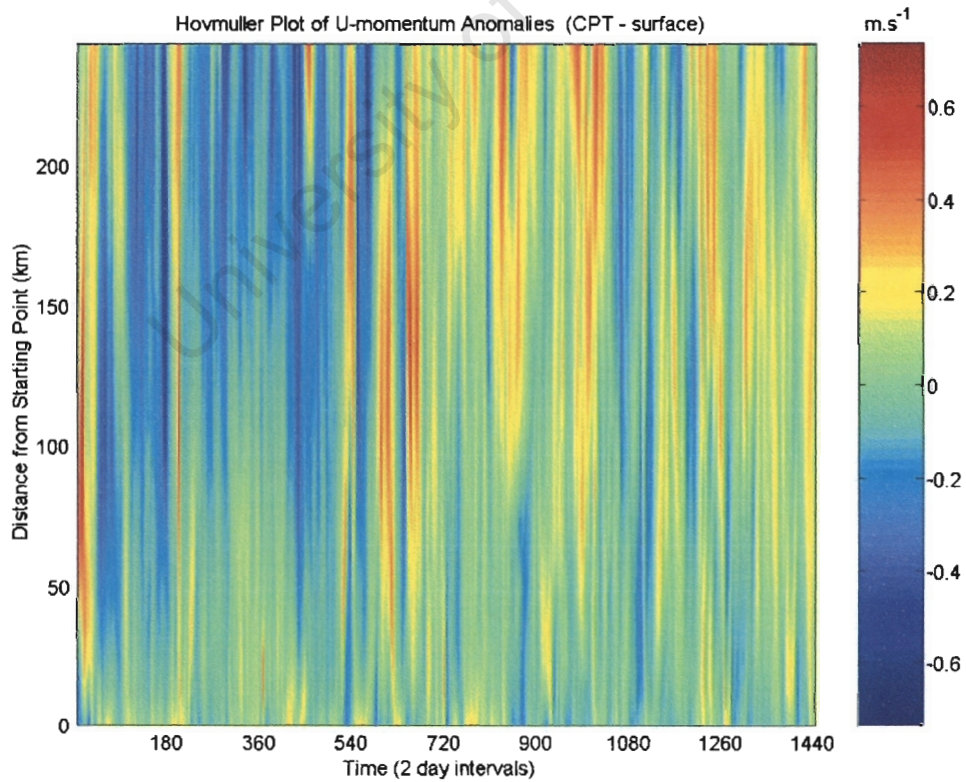 Hovmuller Plot of U-momentum Anomalies (CPT - surface)
m.s-1
Distance from Starting Point (km)
200
150
100
50
0
180 360 540 720 900 1080 1260 1440
Time (2 day intervals)
0.6
0.4
0.2
0
-0.2
-0.4
-0.6
University of